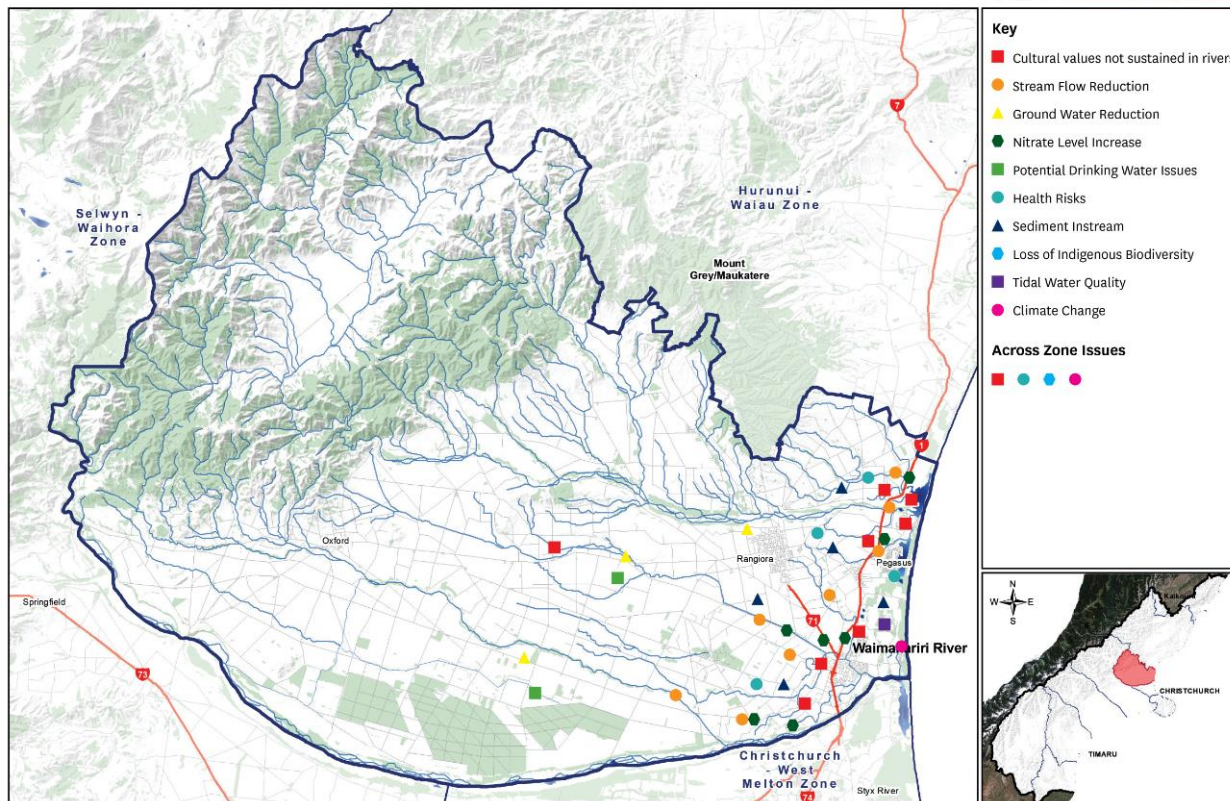 7
Selwyn -
Waihora
Zone
Hurunui -
Waiau Zone
Mount
Grey/Maukatere
1
Oxford
Rangiora
Pegasus
Springfield
71
Waimakariri River
73
Christchurch
- West
Melton Zone
74
Styx River
Key
Cultural values not sustained in rivers
Stream Flow Reduction
Ground Water Reduction
Nitrate Level Increase
Potential Drinking Water Issues
Health Risks
Sediment Instream
Loss of Indigenous Biodiversity
Tidal Water Quality
Climate Change
Across Zone Issues
N
W E
S
CHRISTCHURCH
TIMARU